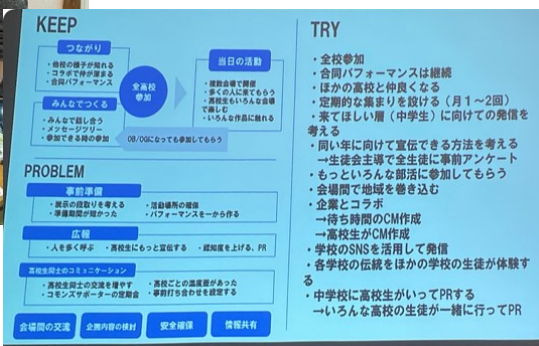 KEEP
つながり
・他校の様子が知れる
・コラボで仲が深まる
・合同パフォーマンス
みんなでつくる
・みんなで話し合う
・メッセージツリー
・参加できる時の参加
全高校
参加
当日の活動
・複数会場で開催
・多くの人に来てもらう
・高校生もいろんな会場
で楽しむ
・いろんな作品に触れる
OB/OGになっても参加してもらう
PROBLEM
事前準備
・展示の段取りを考える
・準備期間が短かった
・活動場所の確保
・パフォーマンス一から作る
広報
・人を多く呼ぶ
・高校生にもっと宣伝する
・認知度を上げる、PR
高校生同士のコミュニケーション
・高校生同士の交流を増やす
・コモンズサポーターの定期会
・高校ごとの温度差があった
・事前打ち合わせを設定する
会場間の交流
企画内容の検討
安全確保
情報共有
TRY
・全校参加
・合同パフォーマンスは継続
・ほかの高校と仲良くなる
・定期的な集まりを設ける（月１～2回）
・来てほしい層（中学生）に向けての発信を
考える
・同い年に向けて宣伝できる方法を考える
→生徒会主導で全生徒に事前アンケート
・もっといろんな部活に参加してもらう
・会場間で地域を巻き込む
・企業とコラボ
→待ち時間のCM作成
→高校生がCM作成
・学校のSNSを活用して発信
・各学校の伝統をほかの学校の生徒が体験す
る
・中学校に高校生がいってPRする
→いろんな高校の生徒が一緒に行ってPR